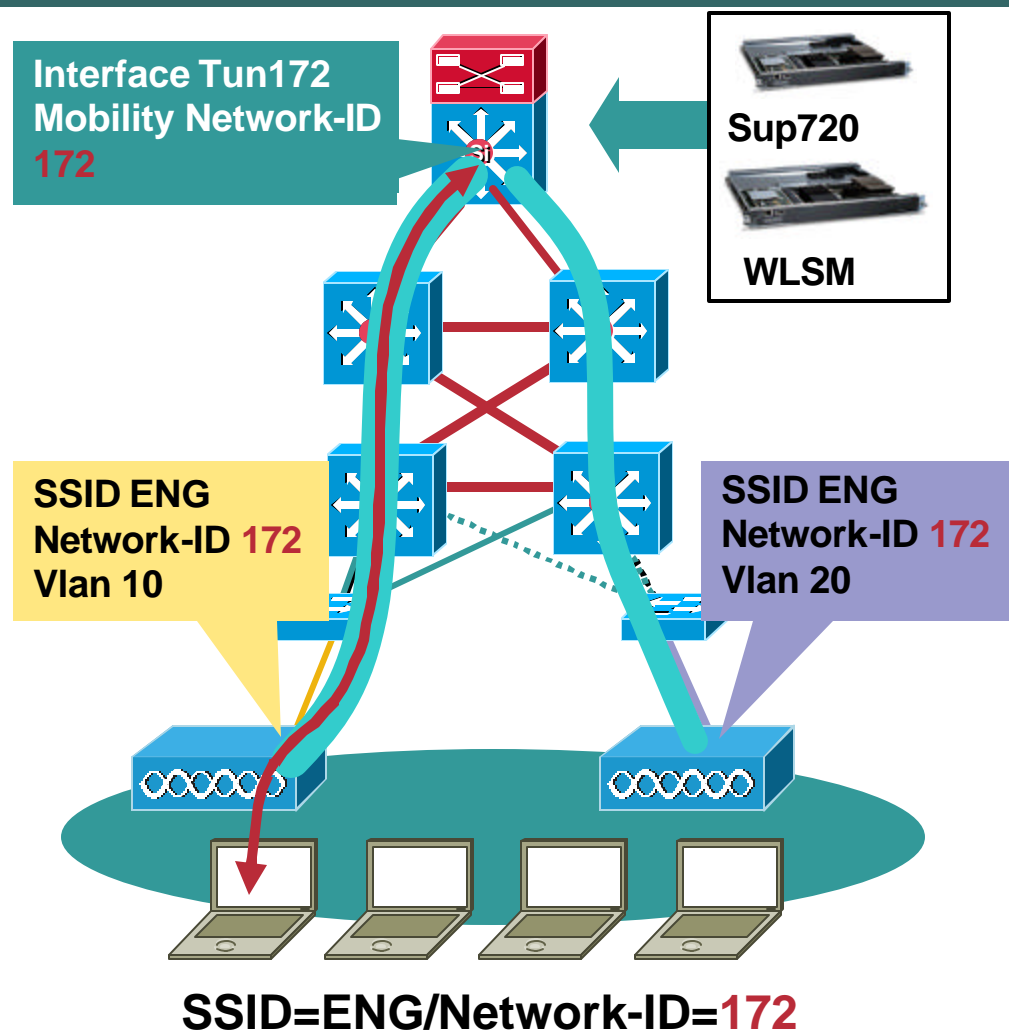 Interface Tun172
Mobility Network-ID
172
Sup720
WLSM
Si
SSID ENG
Network-ID 172
Vlan 10
SSID ENG
Network-ID 172
Vlan 20
SSID=ENG/Network-ID=172